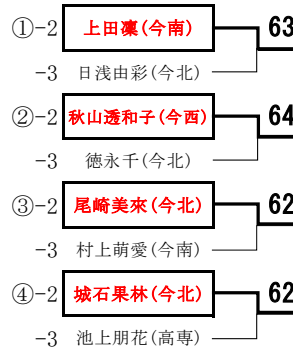 ①-2 上田凜(今南) 63
-3 日浅由彩(今北)
②-2 秋山透和子(今西) 64
-3 徳永千(今北)
③-2 尾崎美來(今北) 62
-3 村上萌愛(今南)
④-2 城石果林(今北) 62
-3 池上朋花(高専)